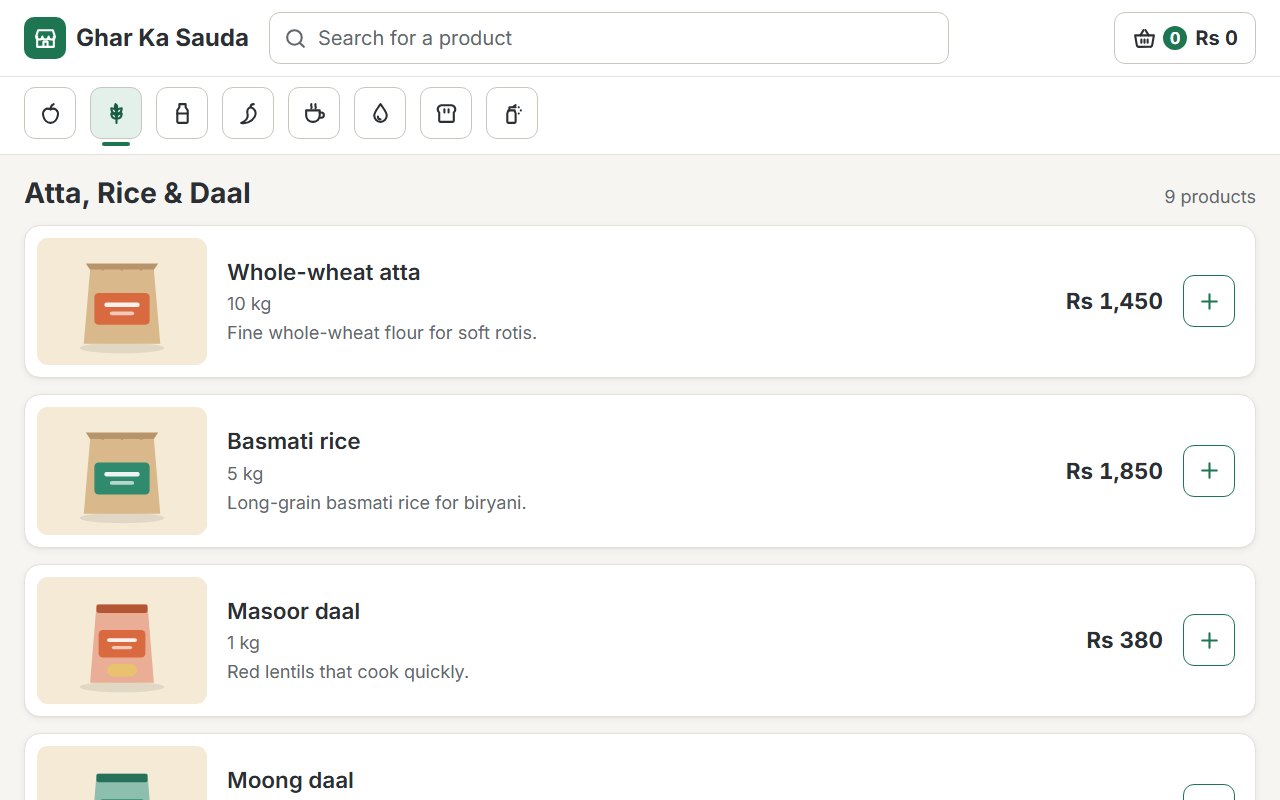 Ghar Ka Sauda
Search for a product
0 Rs 0
Atta, Rice & Daal
9 products
Whole-wheat atta
10 kg
Fine whole-wheat flour for soft rotis.
Rs 1,450
Basmati rice
5 kg
Long-grain basmati rice for biryani.
Rs 1,850
Masoor daal
1 kg
Red lentils that cook quickly.
Rs 380
Moong daal